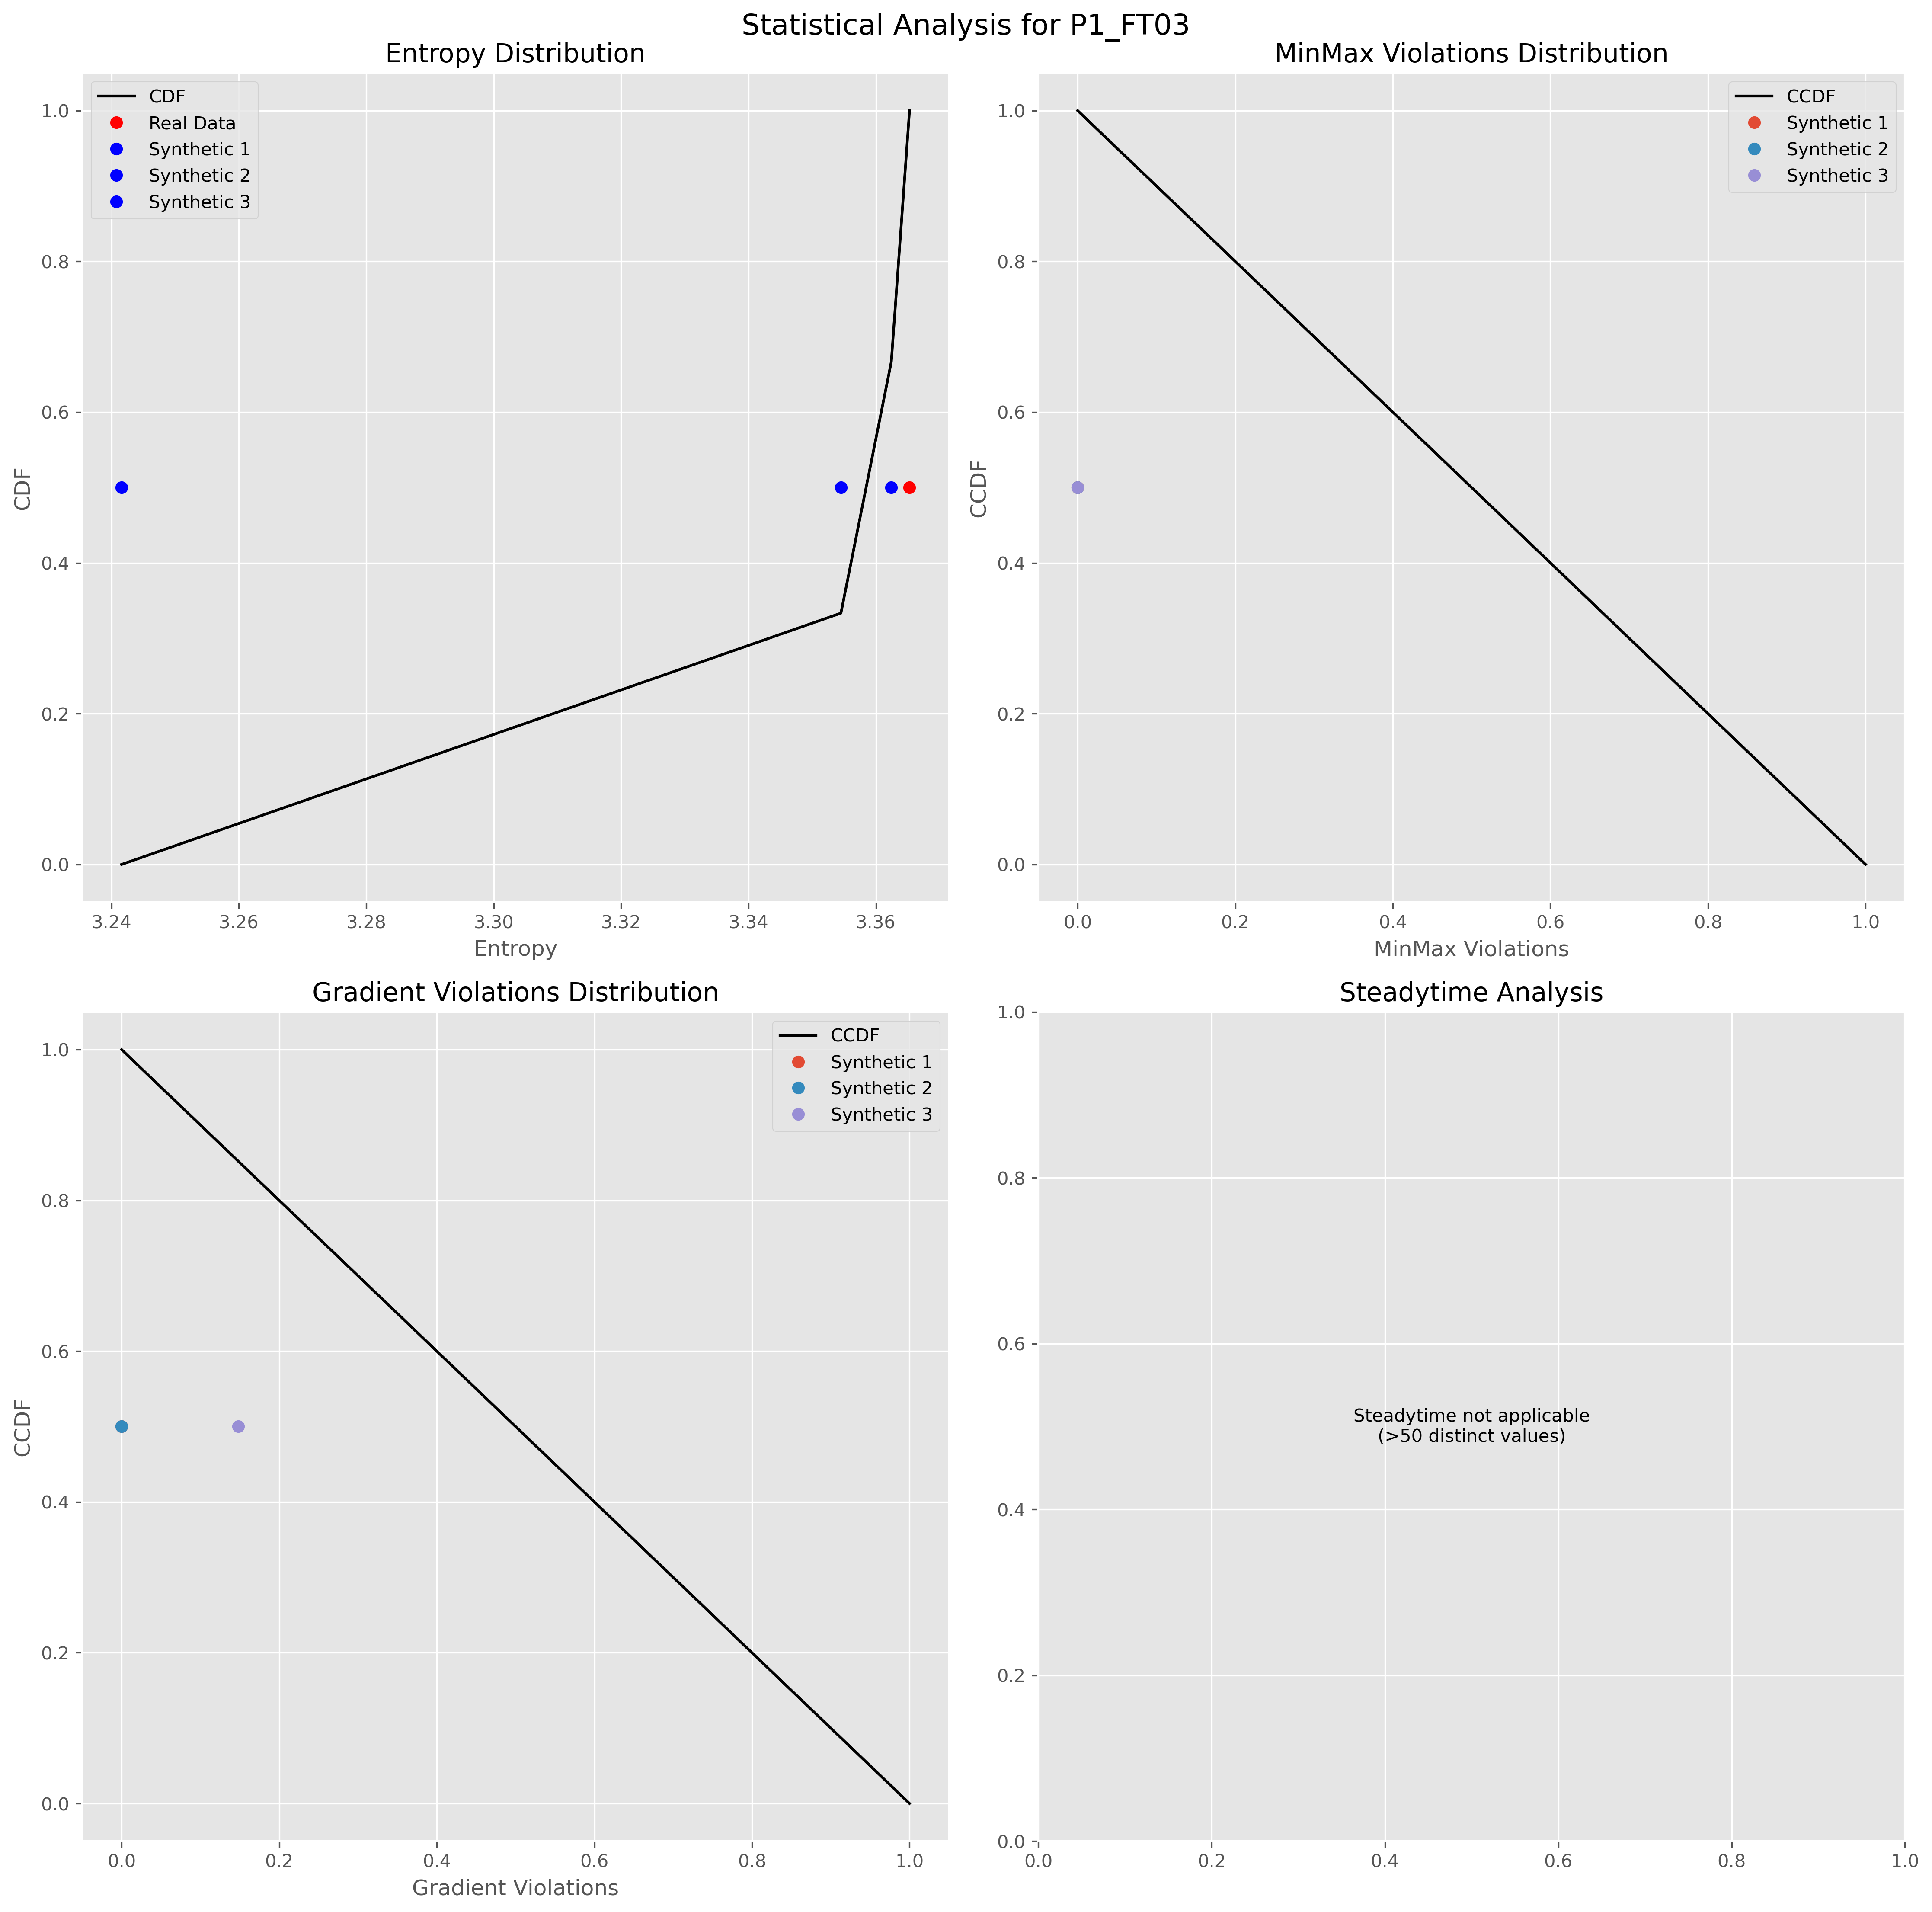 Statistical Analysis for P1_FT03
Entropy Distribution
CDF
Real Data
Synthetic 1
Synthetic 2
Synthetic 3
1.0
0.8
0.6
0.4
0.2
0.0
CDF
3.24 3.26 3.28 3.30 3.32 3.34 3.36
Entropy
MinMax Violations Distribution
CCDF
Synthetic 1
Synthetic 2
Synthetic 3
1.0
0.8
0.6
0.4
0.2
0.0
CCDF
0.0 0.2 0.4 0.6 0.8 1.0
MinMax Violations
Gradient Violations Distribution
CCDF
Synthetic 1
Synthetic 2
Synthetic 3
1.0
0.8
0.6
0.4
0.2
0.0
CCDF
0.0 0.2 0.4 0.6 0.8 1.0
Gradient Violations
Steadytime Analysis
1.0
0.8
0.6
0.4
0.2
0.0
Steadytime not applicable
(>50 distinct values)
0.0 0.2 0.4 0.6 0.8 1.0